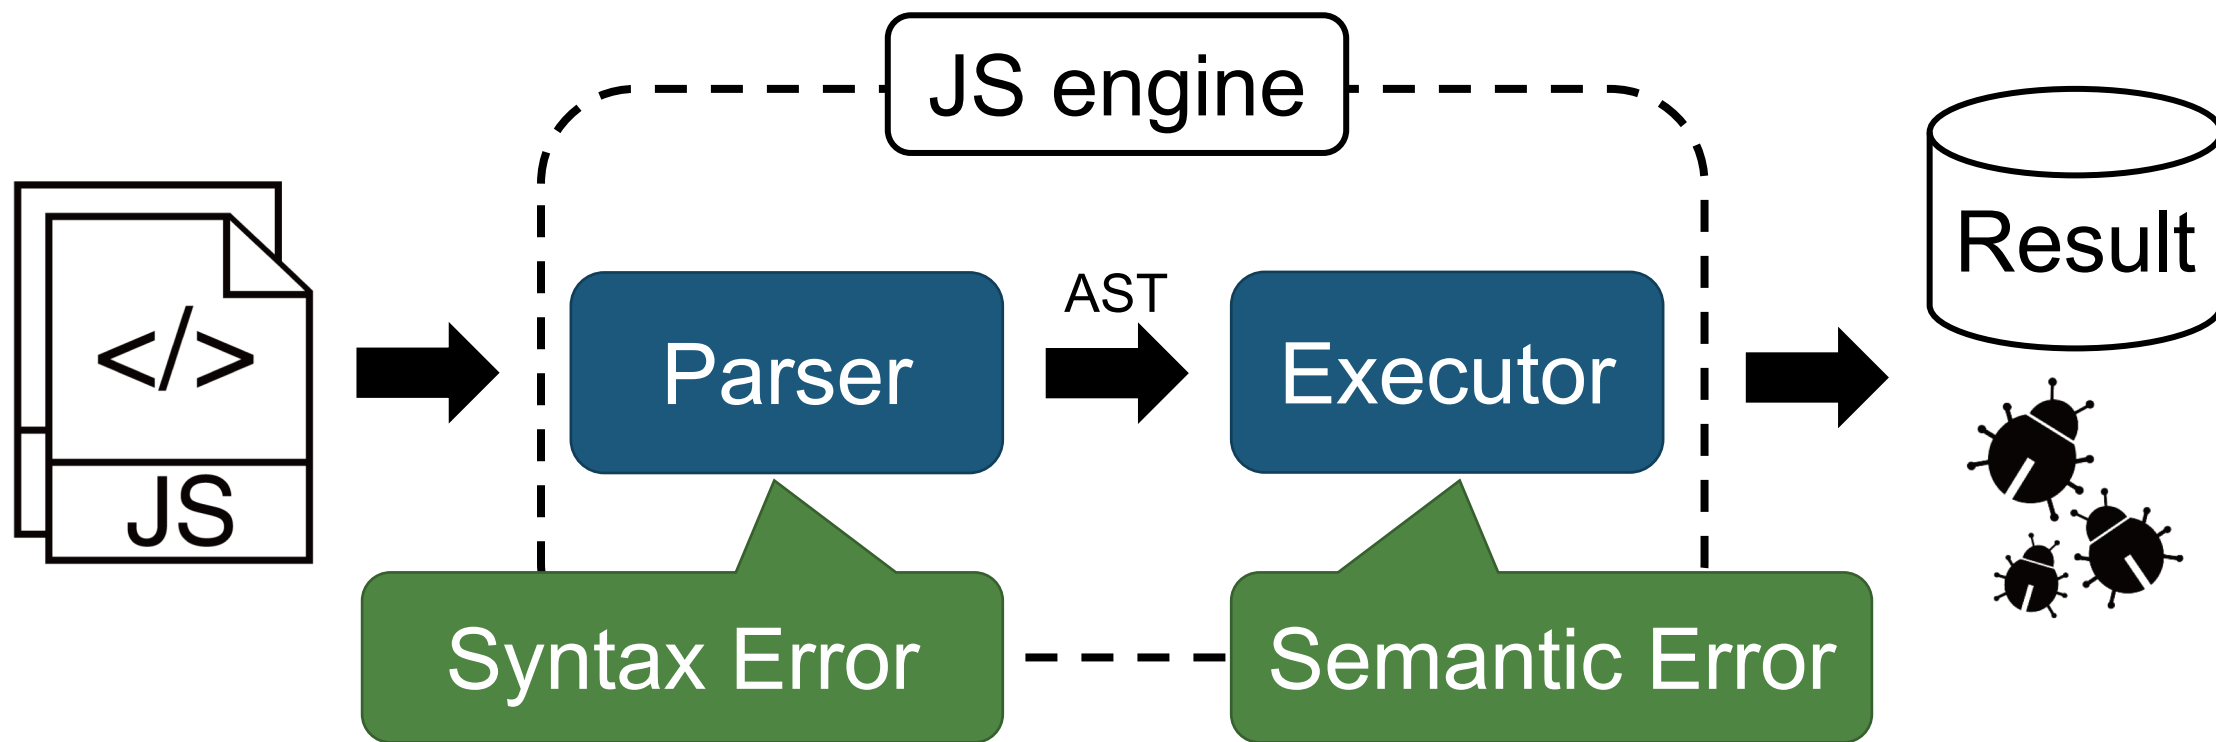 JS engine
</>
JS
Parser
AST
Executor
Result
Syntax Error
Semantic Error